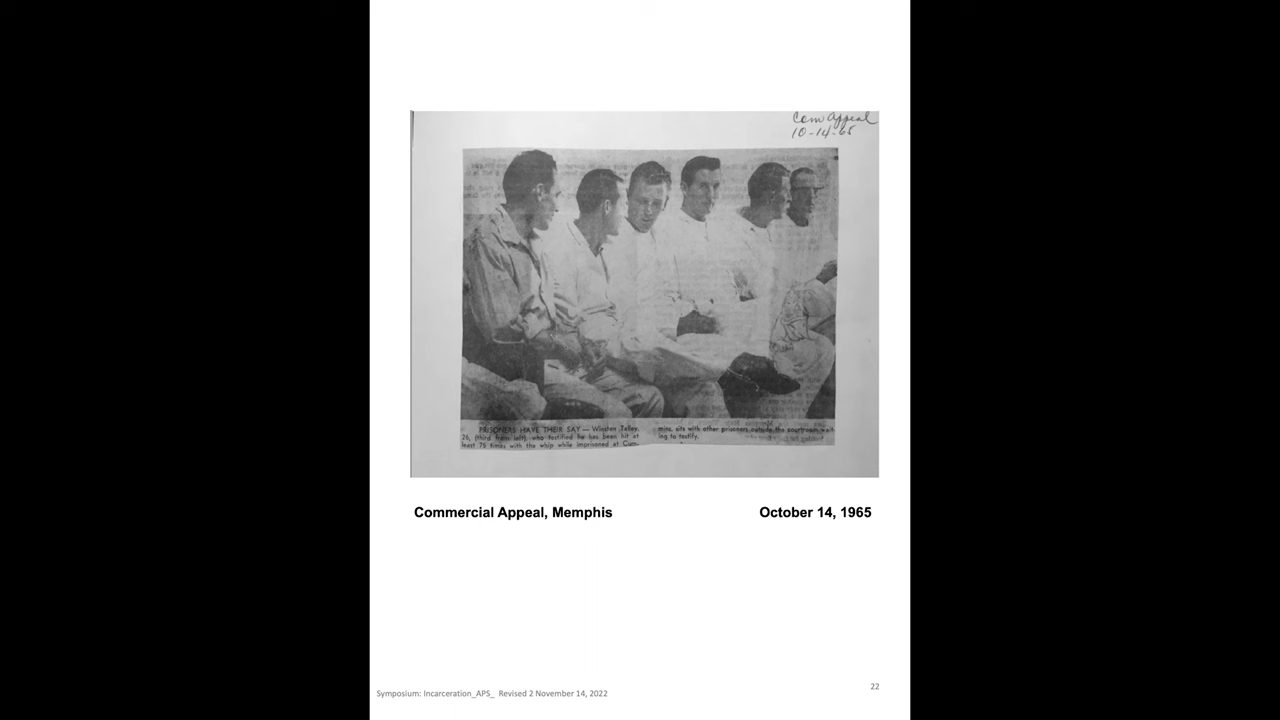 Com Appeal
10-14-65
PRISONERS HAVE THEIR SAY — Winston Talley,
26, (third from left), who testified he has been hit at
least 75 times with the whip while imprisoned at Cum-
mins, sits with other prisoners outside the courtroom wait-
ing to testify.
Commercial Appeal, Memphis
October 14, 1965
Symposium: Incarceration_APS_ Revised 2 November 14, 2022
22